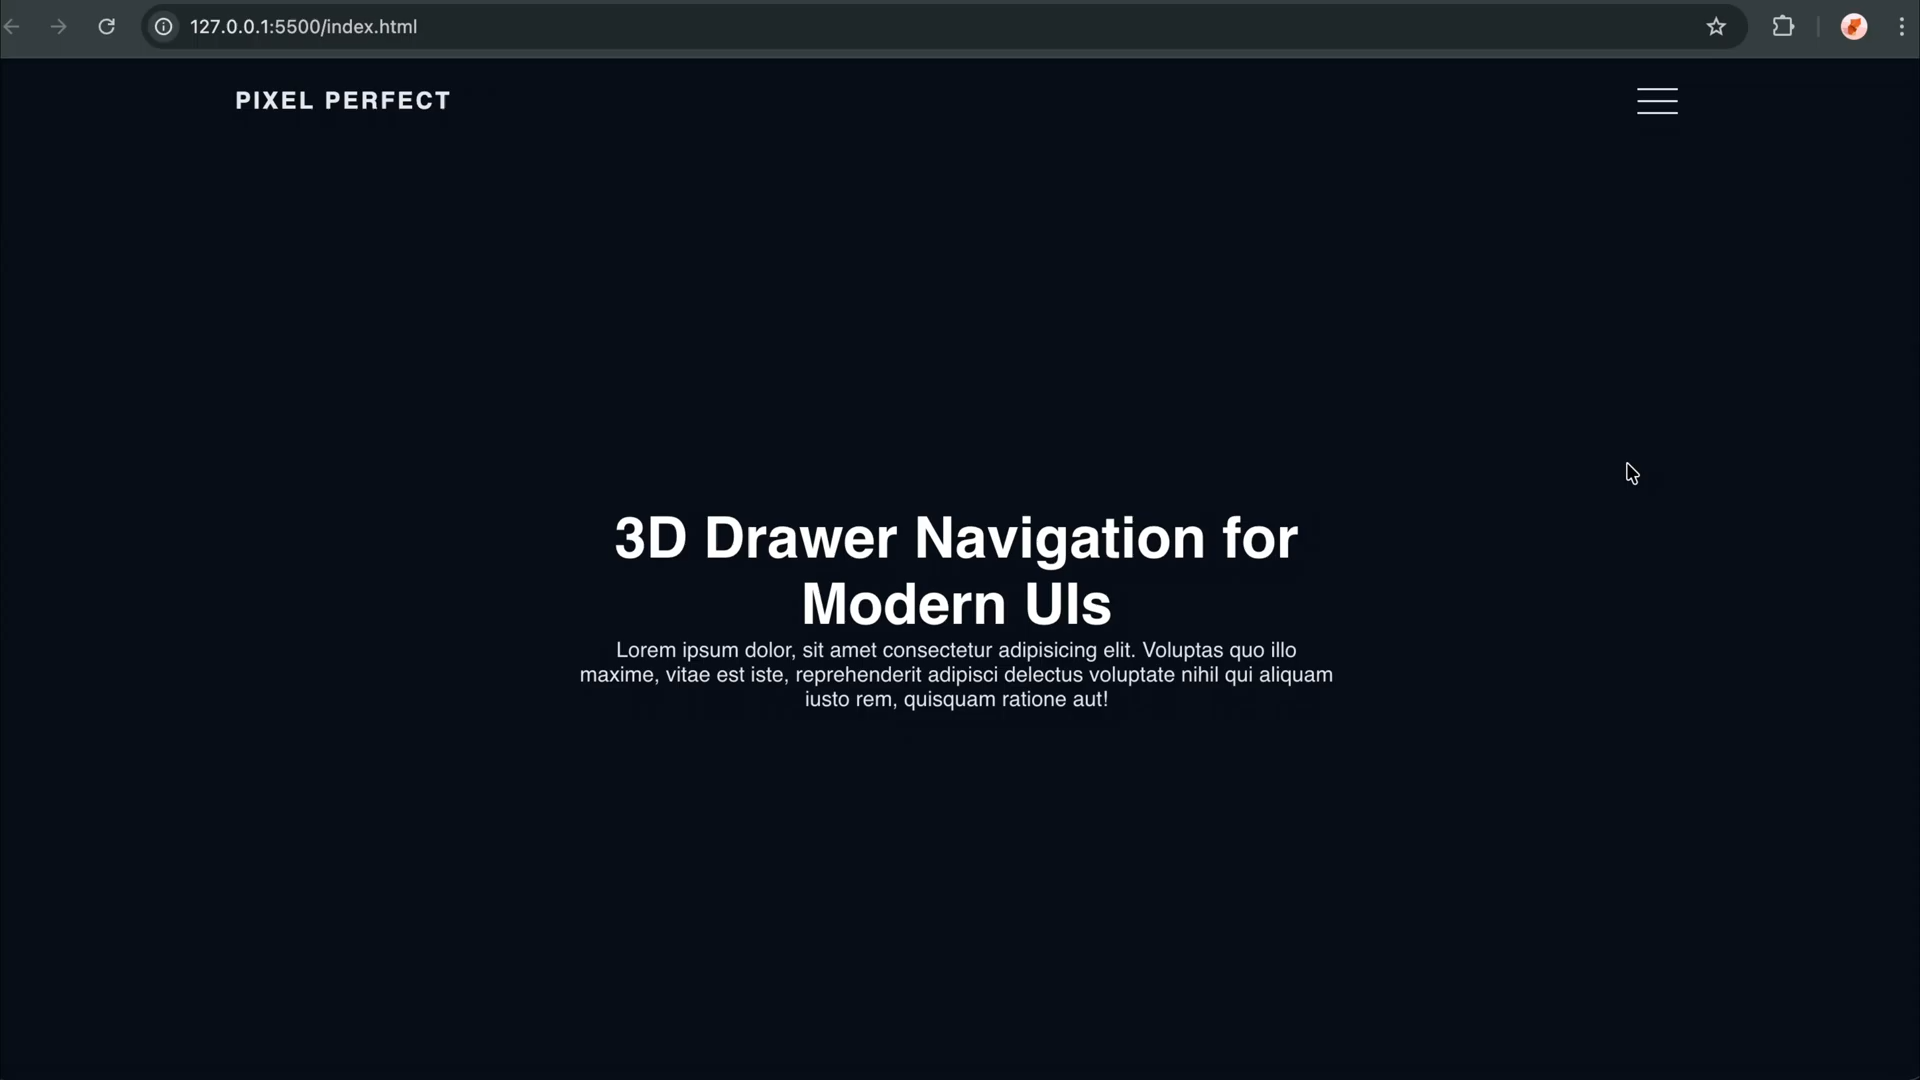 127.0.0.1:5500/index.html
PIXEL PERFECT
3D Drawer Navigation for
Modern UIs
Lorem ipsum dolor, sit amet consectetur adipisicing elit. Voluptas quo illo
maxime, vitae est iste, reprehenderit adipisci delectus voluptate nihil qui aliquam
iusto rem, quisquam ratione aut!